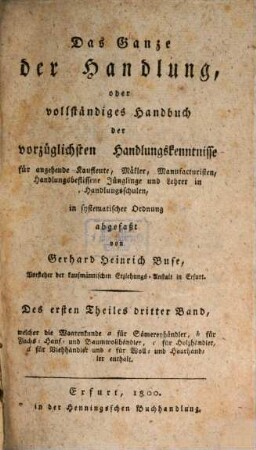 Das Ganze
der Handlung,
oder
vollständiges Handbuch
der
vorzüglichsten Handlungskenntnisse
für angehende Kaufleute, Mäkler, Manufacturisten,
Handlungsbeflissene Jünglinge und Lehrer in
Handlungsschulen,
in systematischer Ordnung
abgefaßt
von
Gerhard Heinrich Buse,
Vorsteher der kaufmännischen Erziehungs-Anstalt in Erfurt.
Des ersten Theiles dritter Band,
welcher die Waarenkunde a für Sämereyhändler, b für
Flachs- Hanf- und Baumwollhändler, c für Holzhändler,
d für Viehhändler und e für Woll- und Haarhänd-
ler enthält.
Erfurt, 1800.
in der Henningsschen Buchhandlung.